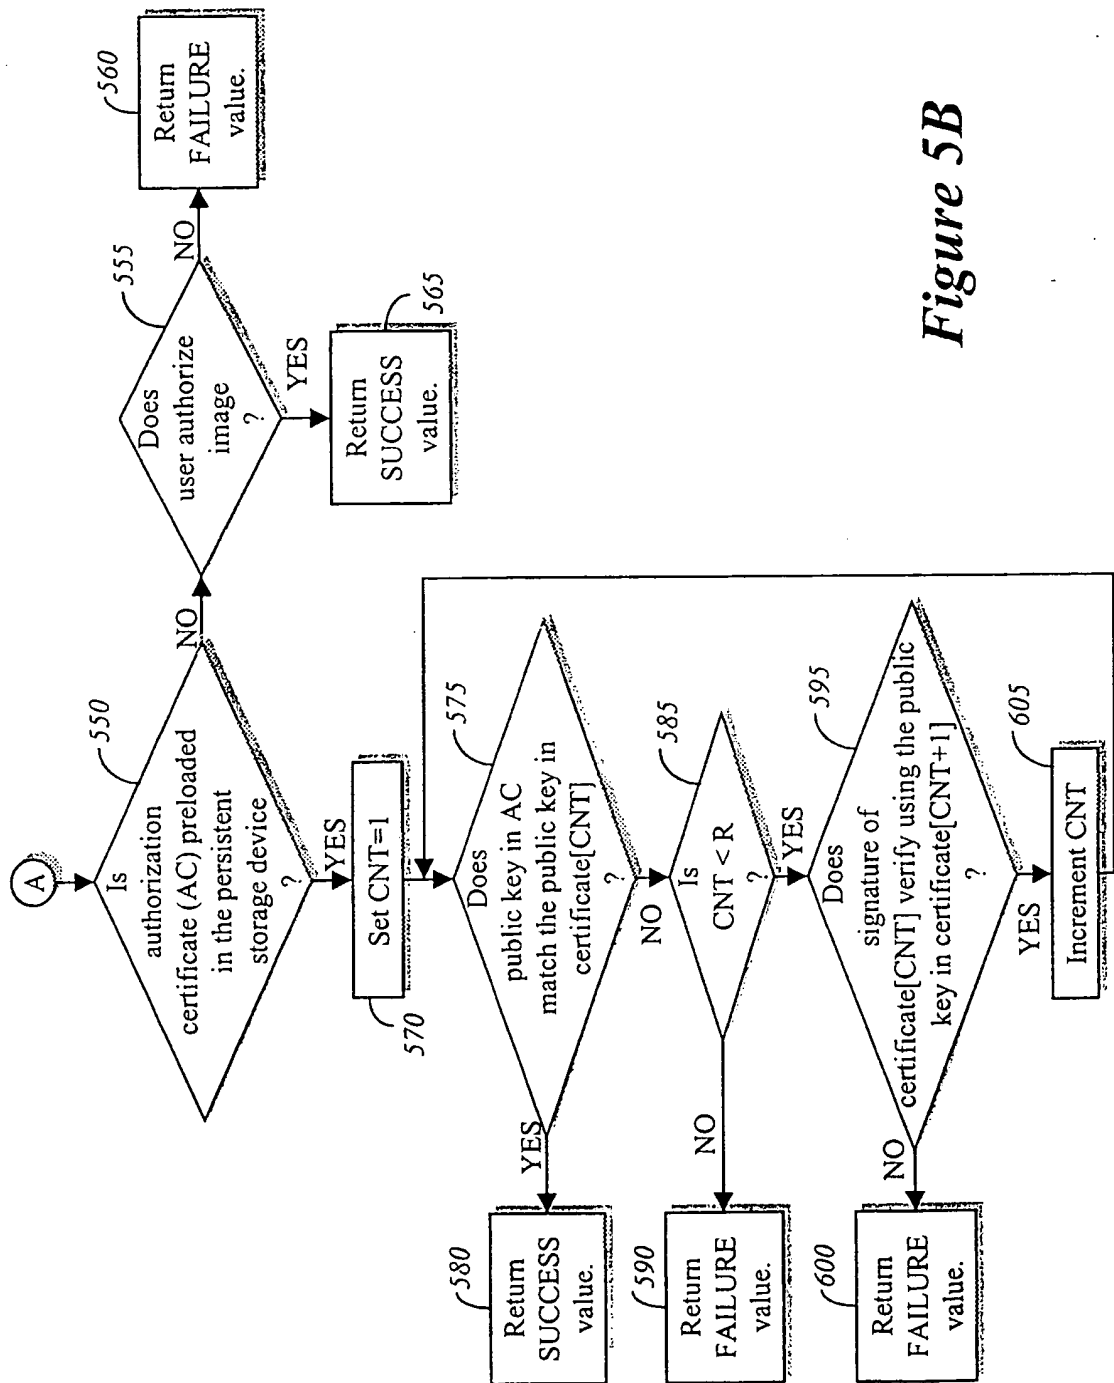 A
550
Is
authorization
certificate (AC) preloaded
in the persistent
storage device
?
NO
555
Does
user authorize
image
?
NO
560
Return
FAILURE
value.
YES
565
Return
SUCCESS
value.
YES
Set CNT=1
570
575
Does
public key in AC
match the public key in
certificate[CNT]
?
YES
580
Return
SUCCESS
value.
NO
585
Is
CNT < R
?
NO
590
Return
FAILURE
value.
YES
595
Does
signature of
certificate[CNT] verify using the public
key in certificate[CNT+1]
?
NO
600
Return
FAILURE
value.
YES
605
Increment CNT
Figure 5B